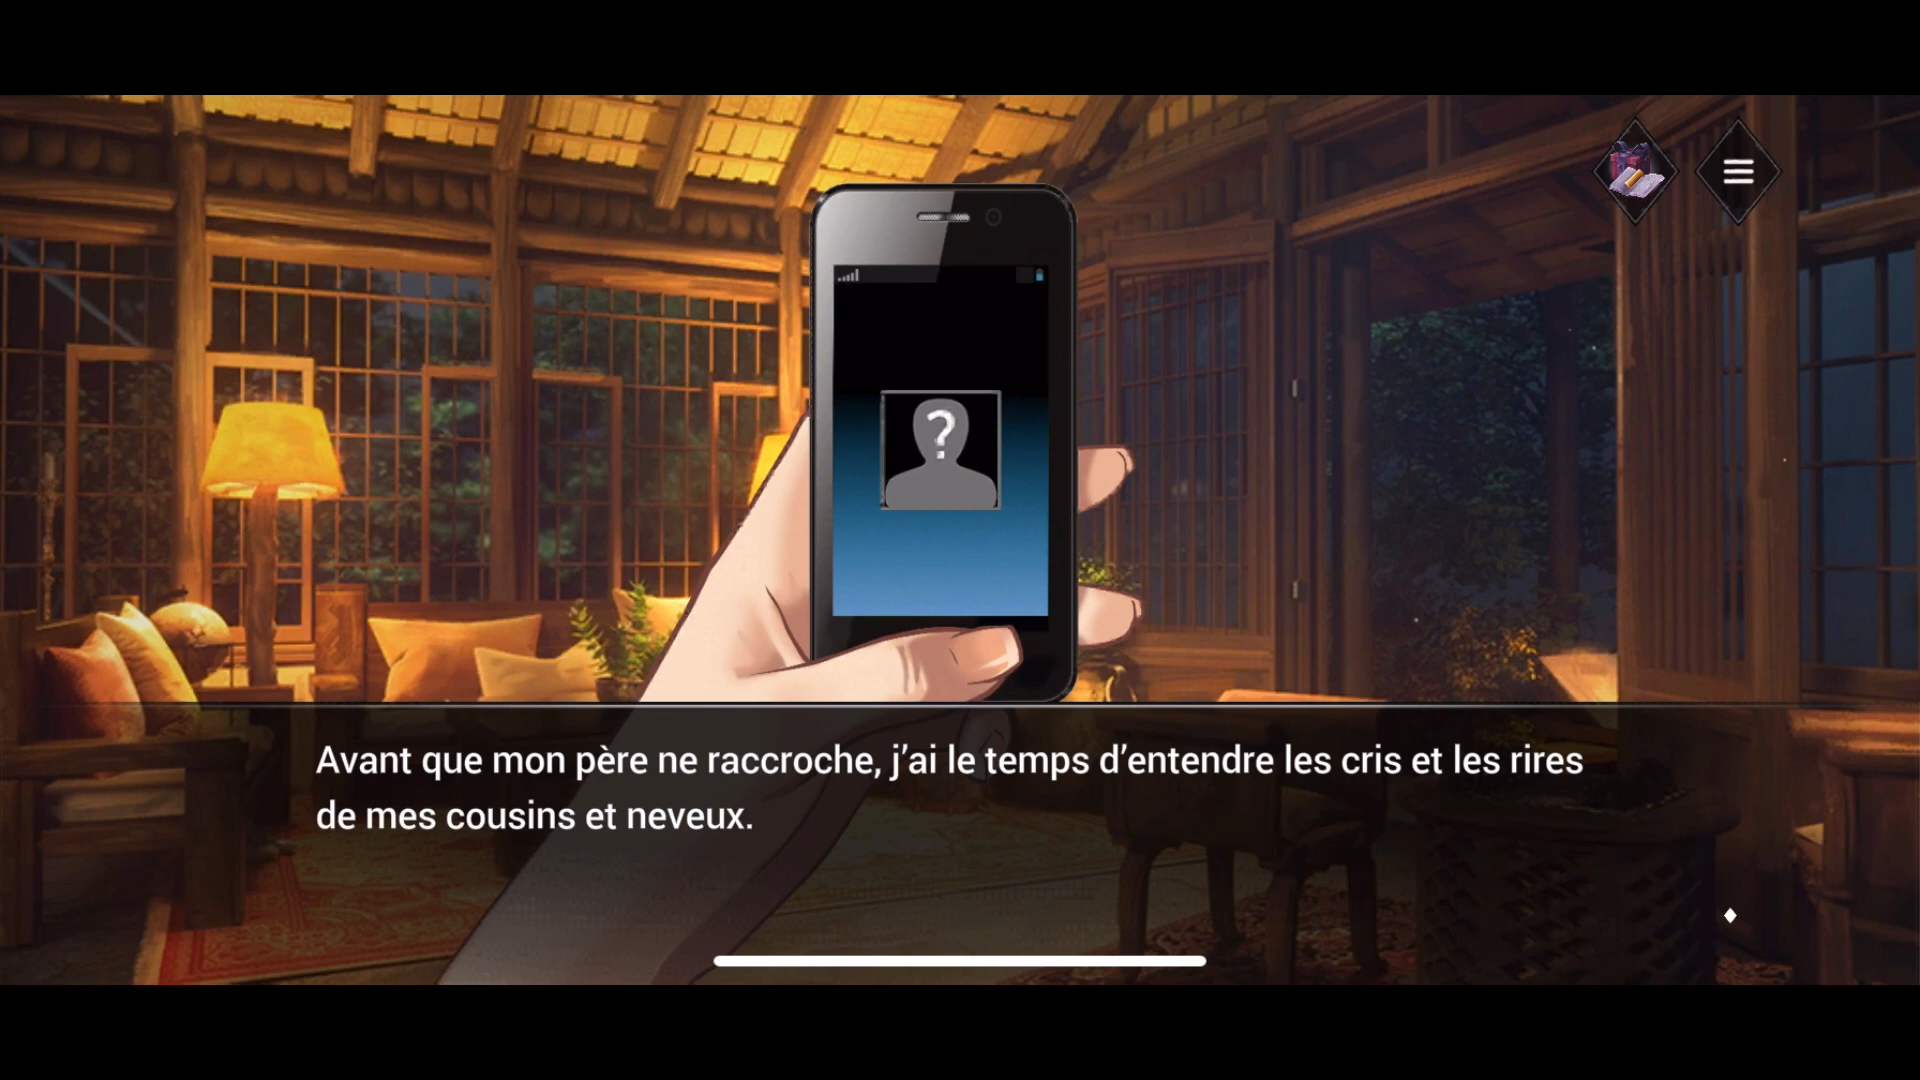 ?
Avant que mon père ne raccroche, j’ai le temps d’entendre les cris et les rires
de mes cousins et neveux.